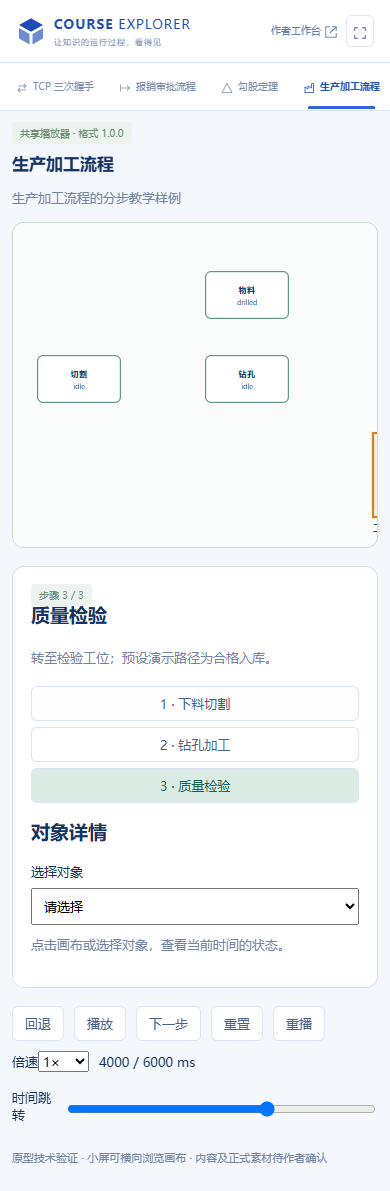 COURSE EXPLORER
让知识的运行过程，看得见
作者工作台
TCP 三次握手
报销审批流程
勾股定理
生产加工流程
共享播放器 · 格式 1.0.0
生产加工流程
生产加工流程的分步教学样例
物料
drilled
切割
idle
钻孔
idle
步骤 3 / 3
质量检验
转至检验工位；预设演示路径为合格入库。
1 · 下料切割
2 · 钻孔加工
3 · 质量检验
对象详情
选择对象
请选择
点击画布或选择对象，查看当前时间的状态。
回退
播放
下一步
重置
重播
倍速 1× 4000 / 6000 ms
时间跳
转
原型技术验证 · 小屏可横向浏览画布 · 内容及正式素材待作者确认